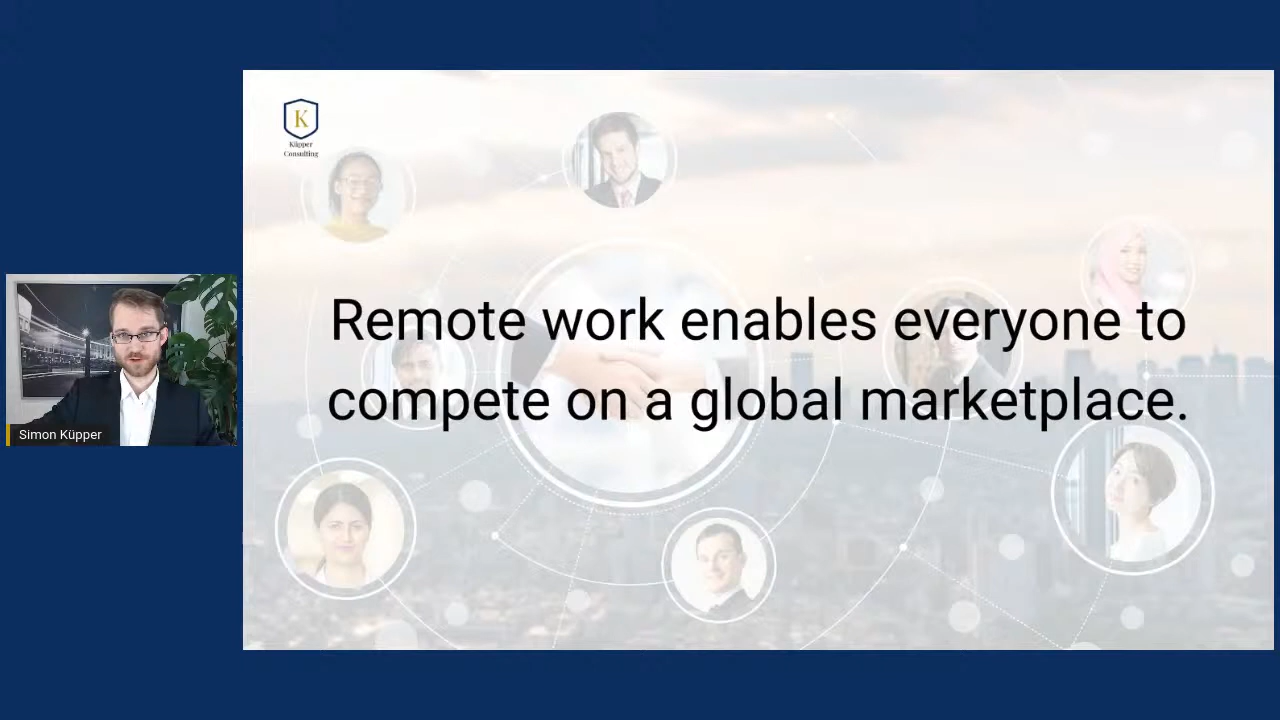 K
Küpper
Consulting
Remote work enables everyone to
compete on a global marketplace.
Simon Küpper